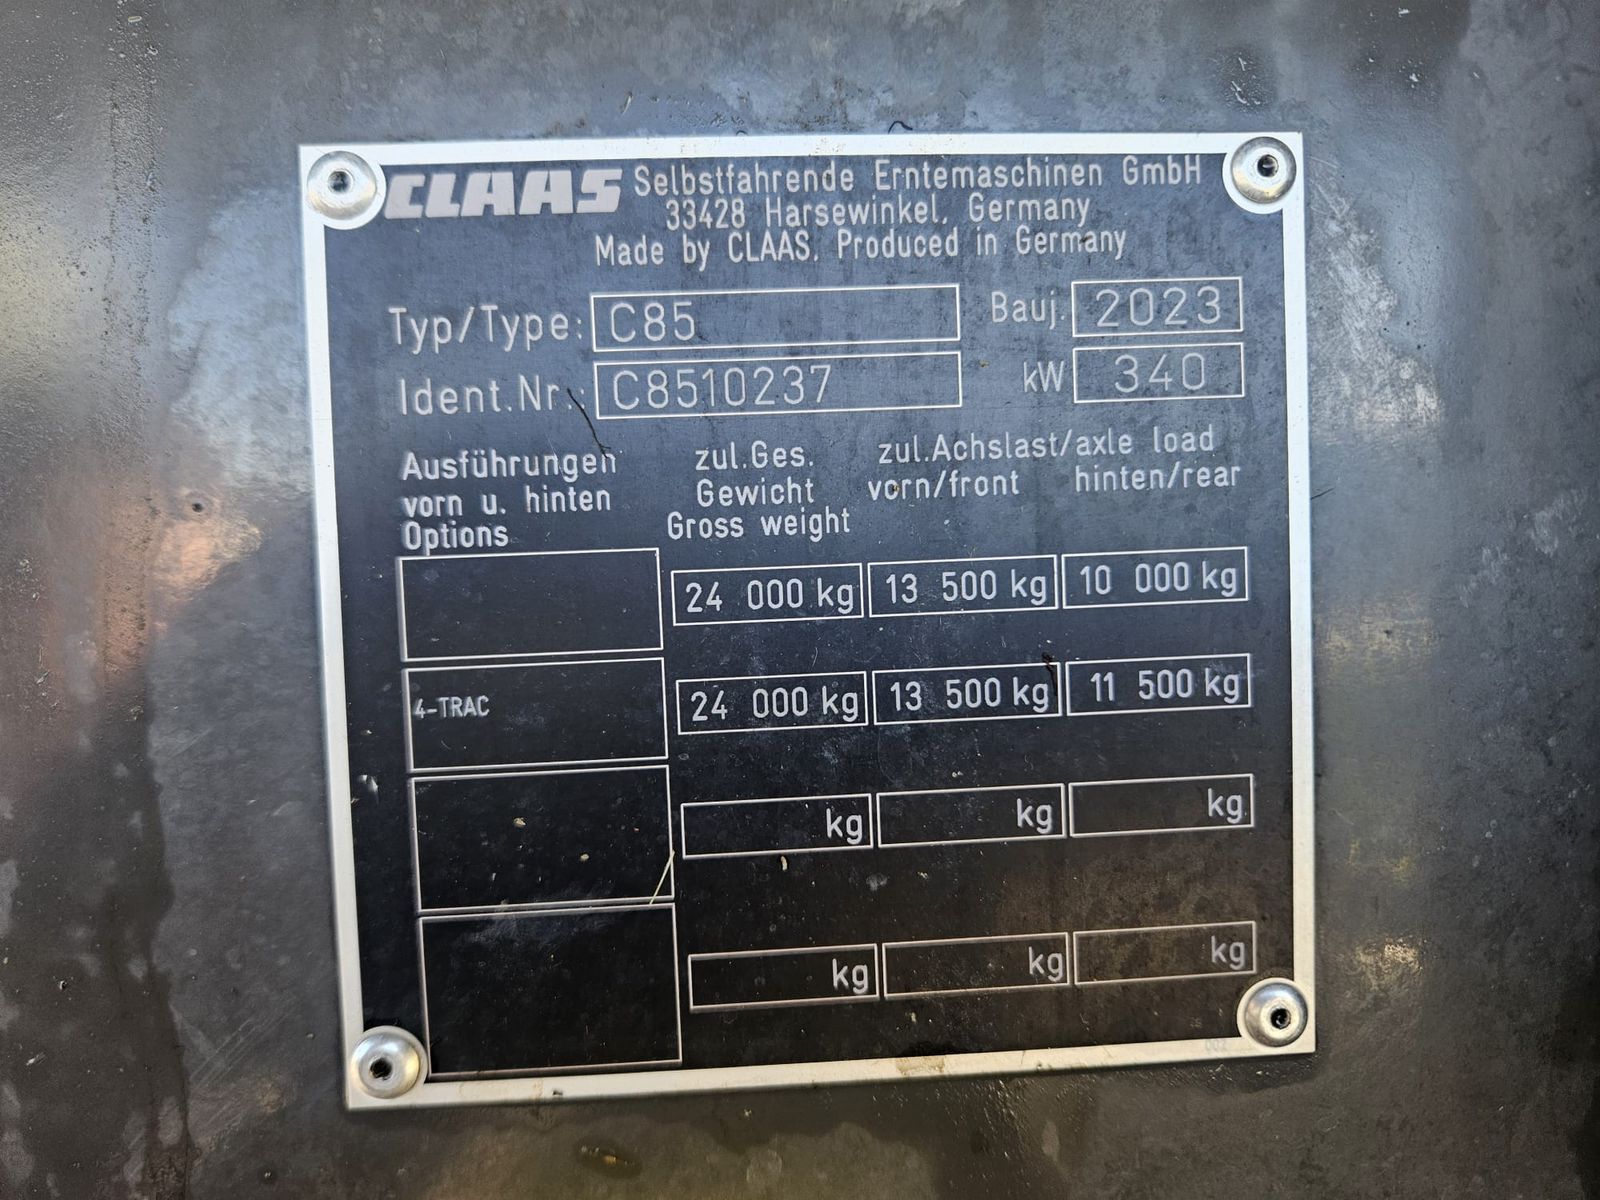 CLAAS Selbstfahrende Erntemaschinen GmbH
33428 Harsewinkel, Germany
Made by CLAAS, Produced in Germany
Typ/Type: C85 Bauj. 2023
Ident.Nr.: C8510237 kW 340
Ausführungen zul.Ges. zul.Achslast/axle load
vorn u. hinten Gewicht vorn/front hinten/rear
Options Gross weight
24 000 kg 13 500 kg 10 000 kg
4-TRAC 24 000 kg 13 500 kg 11 500 kg
kg kg kg
kg kg kg